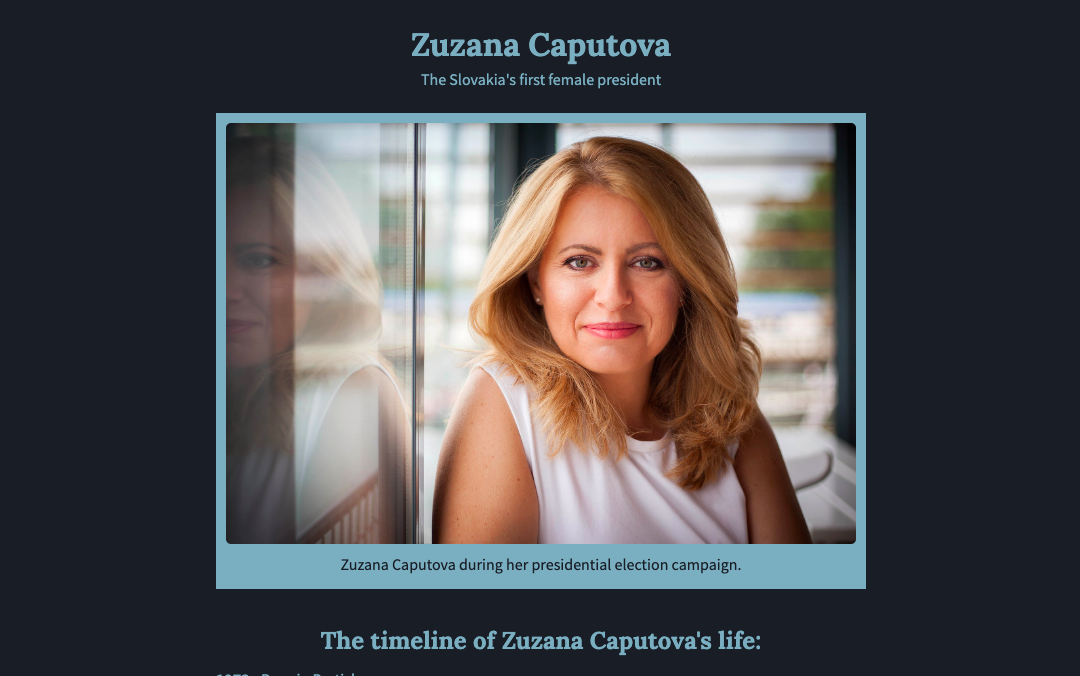 Zuzana Caputova
The Slovakia's first female president
Zuzana Caputova during her presidential election campaign.
The timeline of Zuzana Caputova's life: